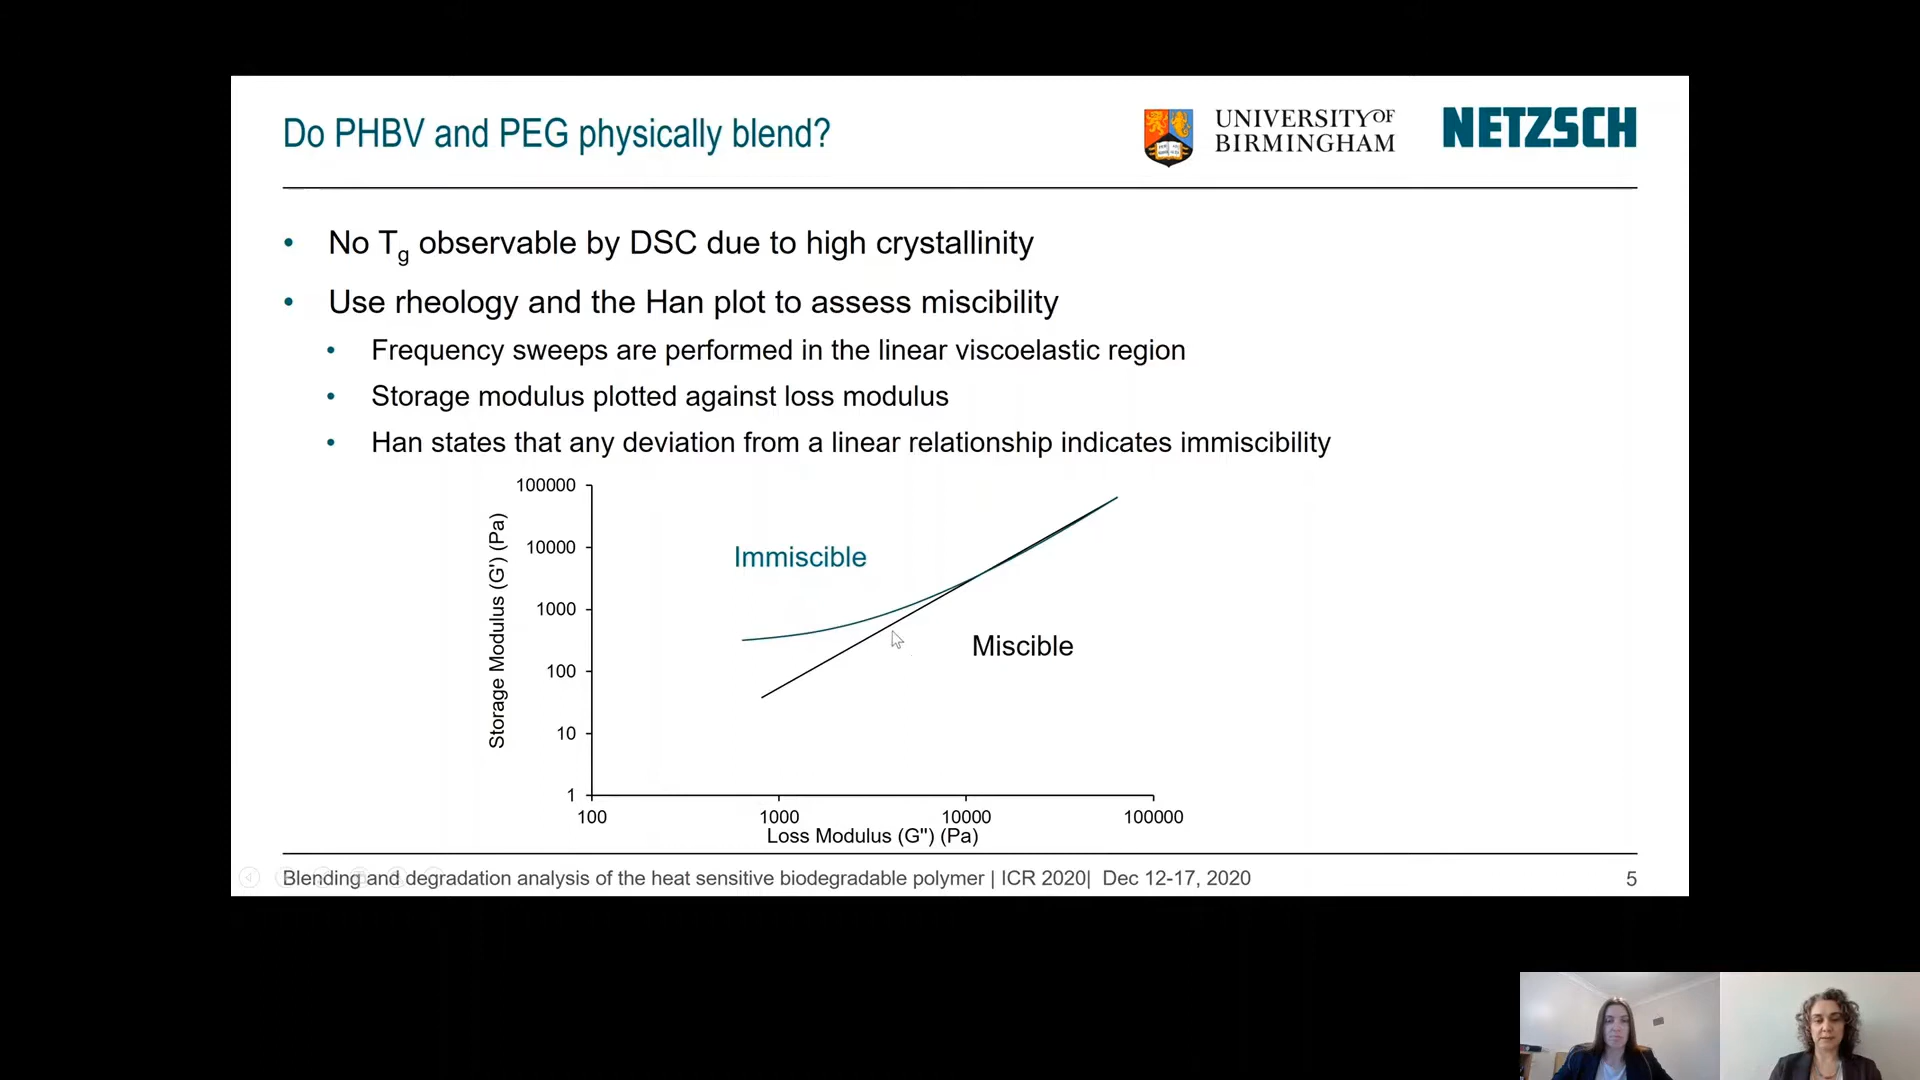 Do PHBV and PEG physically blend?
UNIVERSITY OF
BIRMINGHAM
NETZSCH
• No Tg observable by DSC due to high crystallinity
• Use rheology and the Han plot to assess miscibility
• Frequency sweeps are performed in the linear viscoelastic region
• Storage modulus plotted against loss modulus
• Han states that any deviation from a linear relationship indicates immiscibility
Storage Modulus (G') (Pa)
100000
10000
1000
100
10
1
Immiscible
Miscible
100 1000 10000 100000
Loss Modulus (G'') (Pa)
Blending and degradation analysis of the heat sensitive biodegradable polymer | ICR 2020| Dec 12-17, 2020
5